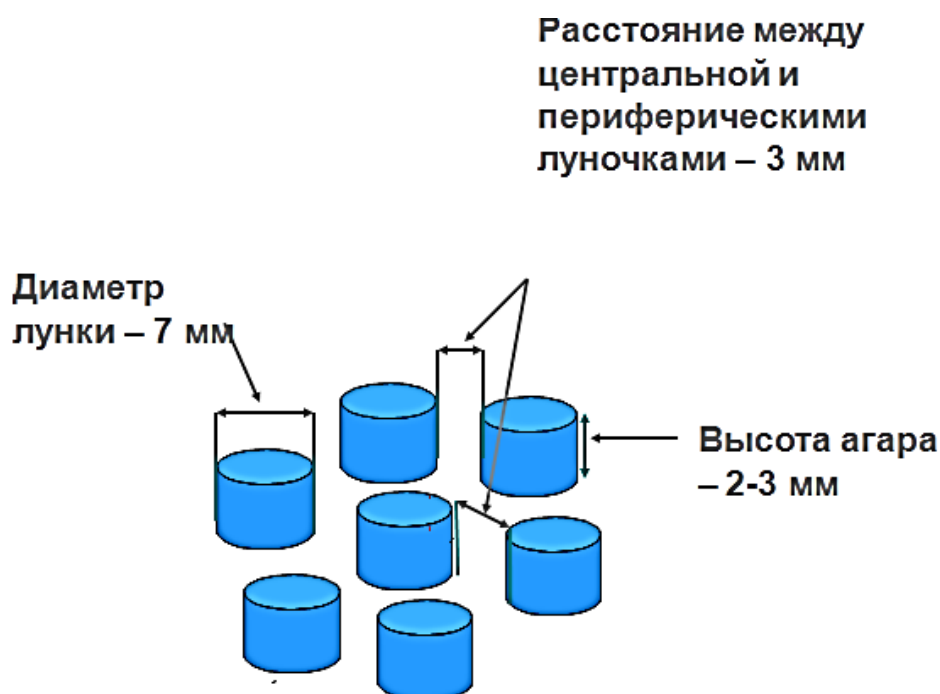 Расстояние между
центральной и
периферическими
луночками – 3 мм
Диаметр
лунки – 7 мм
Высота агара
– 2-3 мм